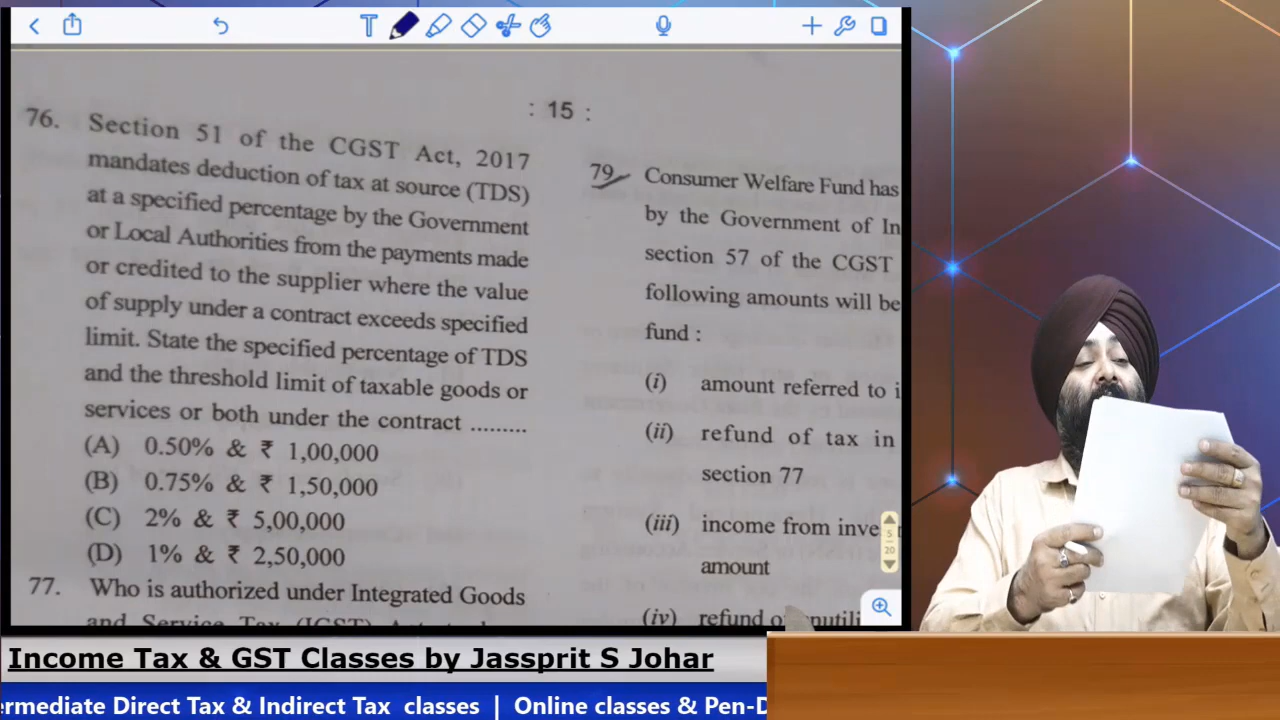 : 15 :
76. Section 51 of the CGST Act, 2017
mandates deduction of tax at source (TDS)
at a specified percentage by the Government
or Local Authorities from the payments made
or credited to the supplier where the value
of supply under a contract exceeds specified
limit. State the specified percentage of TDS
and the threshold limit of taxable goods or
services or both under the contract .........
(A) 0.50% & ₹ 1,00,000
(B) 0.75% & ₹ 1,50,000
(C) 2% & ₹ 5,00,000
(D) 1% & ₹ 2,50,000
77. Who is authorized under Integrated Goods
and Service Tax (IGST) Act
79. Consumer Welfare Fund has
by the Government of In
section 57 of the CGST
following amounts will be
fund :
(i) amount referred to i
(ii) refund of tax in
section 77
(iii) income from inve
amount
(iv) refund
T
5
20
Income Tax & GST Classes by Jassprit S Johar
ermediate Direct Tax & Indirect Tax classes | Online classes & Pen-D